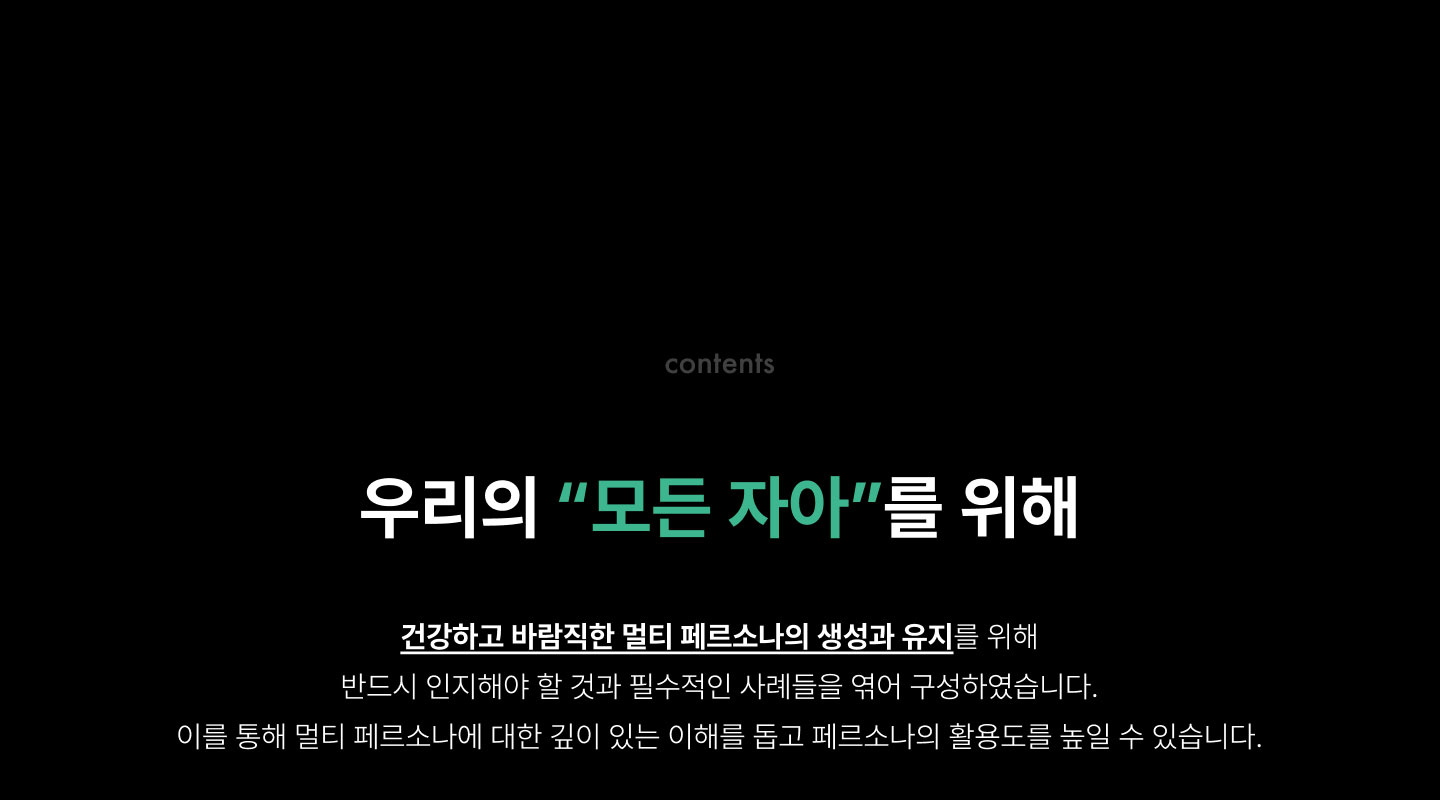 contents
우리의 “모든 자아”를 위해
건강하고 바람직한 멀티 페르소나의 생성과 유지를 위해
반드시 인지해야 할 것과 필수적인 사례들을 엮어 구성하였습니다.
이를 통해 멀티 페르소나에 대한 깊이 있는 이해를 돕고 페르소나의 활용도를 높일 수 있습니다.